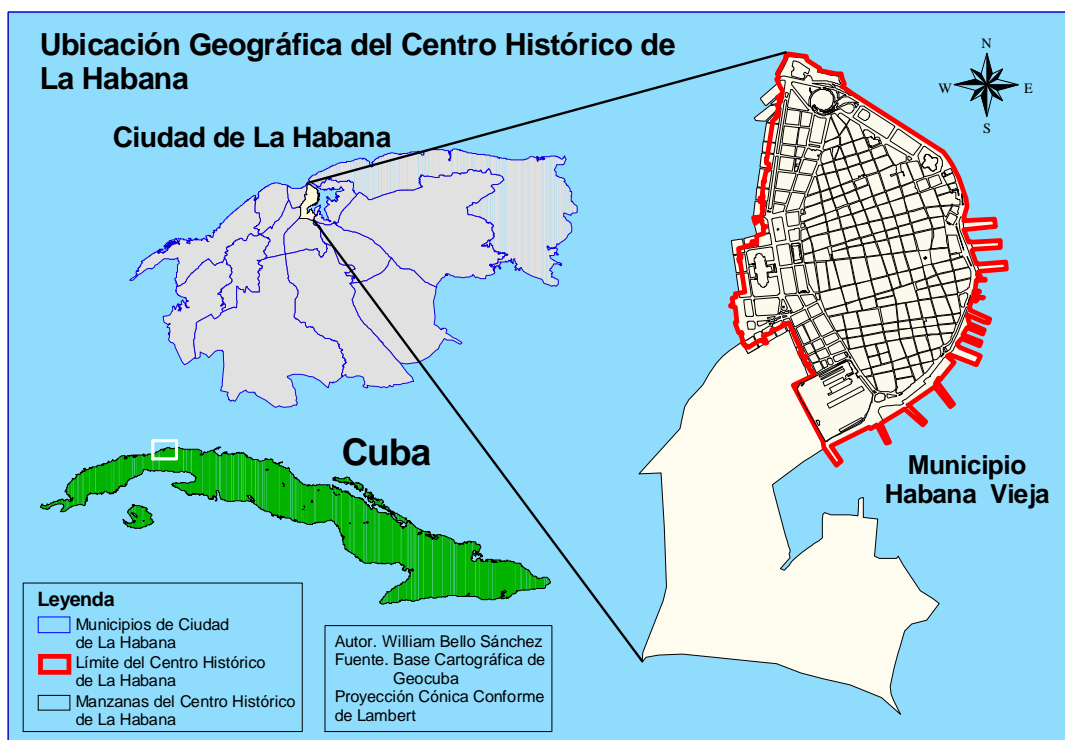 Ubicación Geográfica del Centro Histórico de
La Habana
Ciudad de La Habana
N
W
E
S
Cuba
Municipio
Habana Vieja
Leyenda
Municipios de Ciudad
de La Habana
Límite del Centro Histórico
de La Habana
Manzanas del Centro Histórico
de La Habana
Autor. William Bello Sánchez
Fuente. Base Cartográfica de
Geocuba
Proyección Cónica Conforme
de Lambert